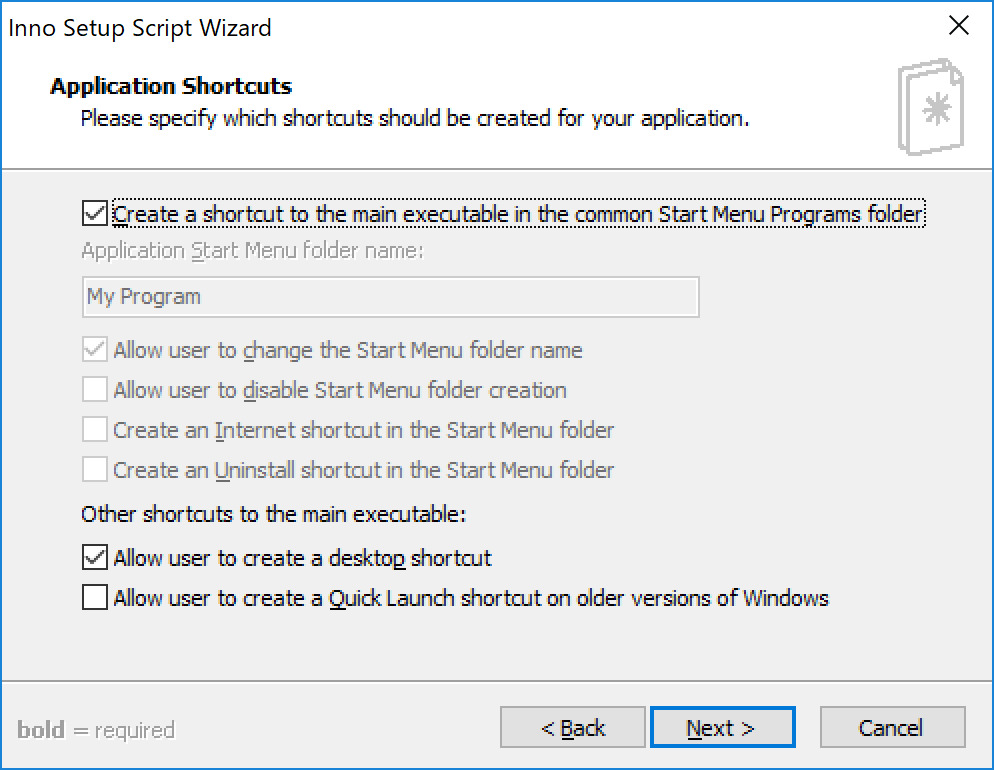 Inno Setup Script Wizard
Application Shortcuts
Please specify which shortcuts should be created for your application.
Create a shortcut to the main executable in the common Start Menu Programs folder
Application Start Menu folder name:
My Program
Allow user to change the Start Menu folder name
Allow user to disable Start Menu folder creation
Create an Internet shortcut in the Start Menu folder
Create an Uninstall shortcut in the Start Menu folder
Other shortcuts to the main executable:
Allow user to create a desktop shortcut
Allow user to create a Quick Launch shortcut on older versions of Windows
bold = required
< Back
Next >
Cancel